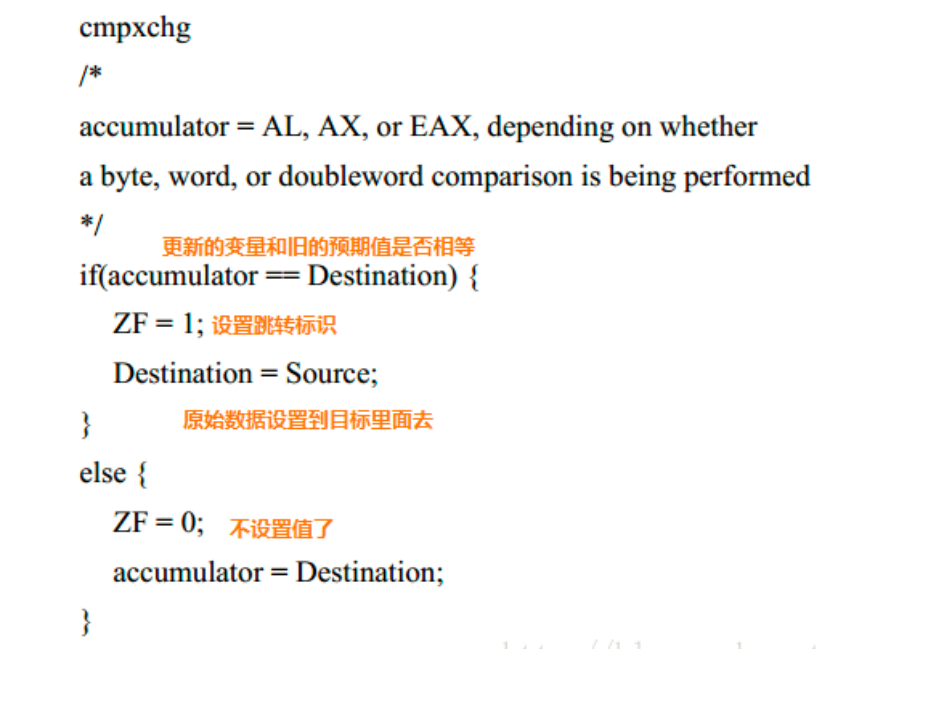 cmpxchg
/*
accumulator = AL, AX, or EAX, depending on whether
a byte, word, or doubleword comparison is being performed
*/
更新的变量和旧的预期值是否相等
if(accumulator == Destination) {
ZF = 1; 设置跳转标识
Destination = Source;
} 原始数据设置到目标里面去
else {
ZF = 0; 不设置值了
accumulator = Destination;
}